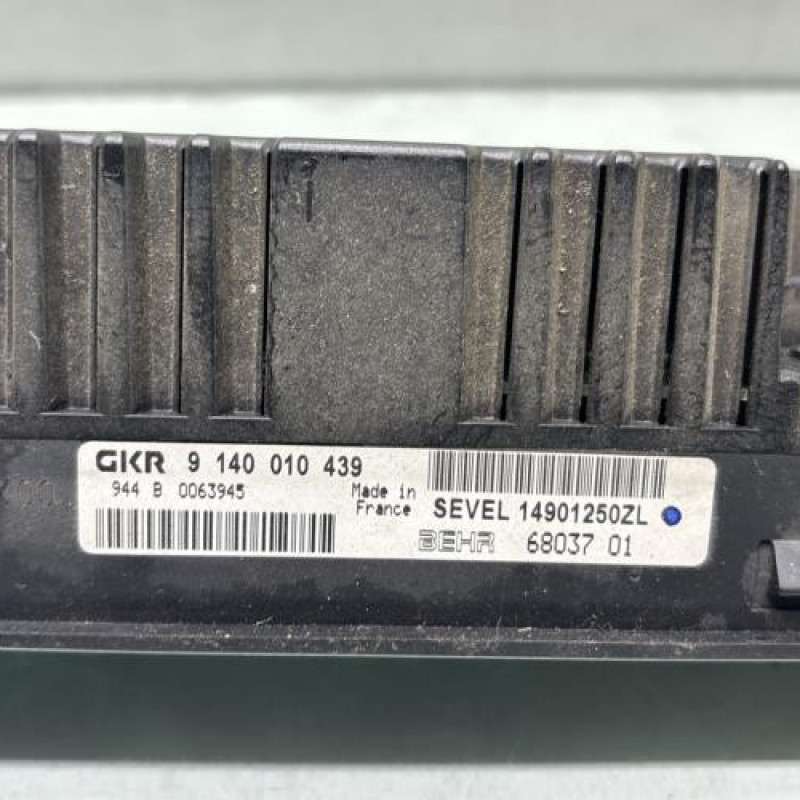 GKR 9 140 010 439
944 B 0063945
Made in
France
SEVEL 14901250ZL
BEHR 68037 01